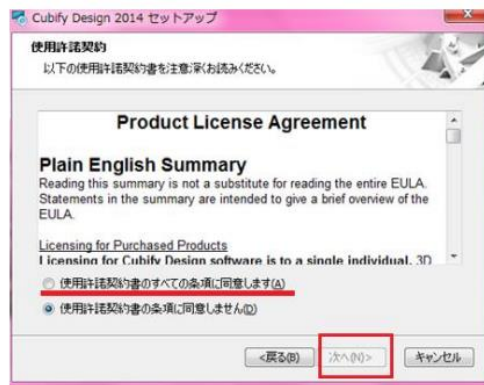 Cubify Design 2014 セットアップ
使用許諾契約
以下の使用許諾契約書を注意深くお読みください。
Product License Agreement
Plain English Summary
Reading this summary is not a substitute for reading the entire EULA.
Statements in the summary are intended to give a brief overview of the
EULA.
Licensing for Purchased Products
Licensing for Cubify Design software is to a single individual. 3D
使用許諾契約書のすべての条項に同意します(A)
使用許諾契約書の条項に同意しません(D)
<戻る(B) 次へ(N)> キャンセル